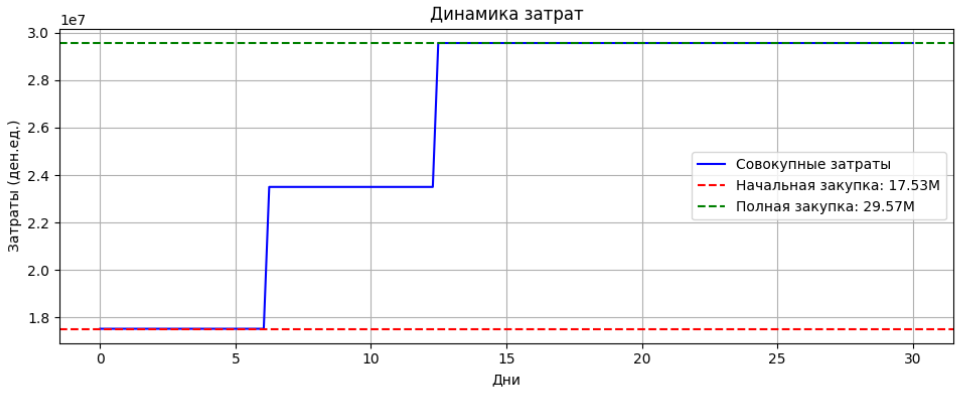 Динамика затрат
1e7
3.0
2.8
2.6
2.4
2.2
2.0
1.8
Затраты (ден.ед.)
Совокупные затраты
Начальная закупка: 17.53M
Полная закупка: 29.57M
0 5 10 15 20 25 30
Дни